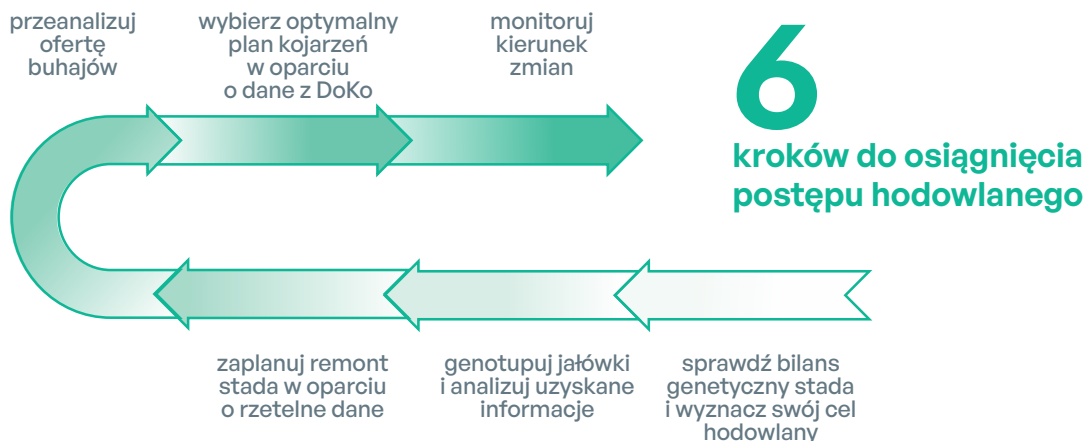 przeanalizuj
ofertę
buhajów
wybierz optymalny
plan kojarzeń
w oparciu
o dane z DoKo
monitoruj
kierunek
zmian
6
kroków do osiągnięcia
postępu hodowlanego
zaplanuj remont
stada w oparciu
o rzetelne dane
genotupuj jałówki
i analizuj uzyskane
informacje
sprawdź bilans
genetyczny stada
i wyznacz swój cel
hodowlany